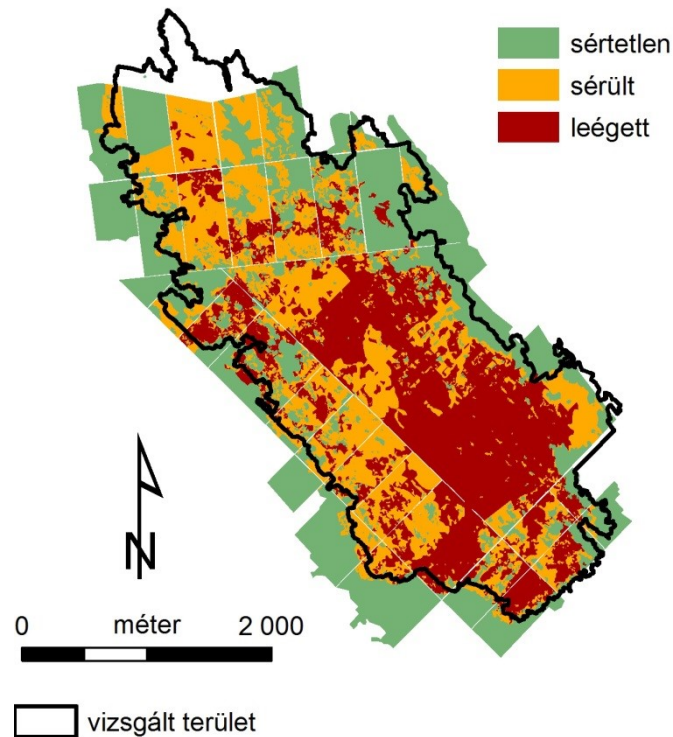 sértetlen
sérült
leégett
N
0 méter 2 000
vizsgált terület